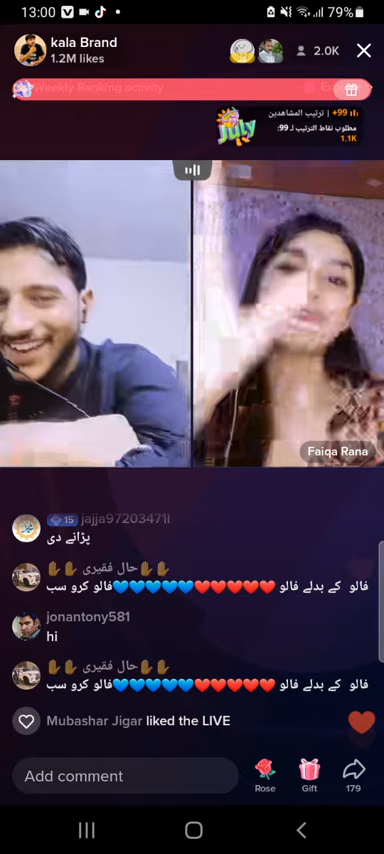 13:00
79%
kala Brand
1.2M likes
2.0K
Weekly Ranking activity
July
+99 | ترتيب المشاهدين
مطلوب نقاط الترتيب لـ 99:
1.1K
Faiqa Rana
15 jajja97203471l
پڑانے دی
✋🏽✋🏽حال فقیری✋🏽✋🏽
فالو کے بدلے فالو ❤️❤️❤️❤️❤️💙💙💙💙💙فالو کرو سب
jonantony581
hi
✋🏽✋🏽حال فقیری✋🏽✋🏽
فالو کے بدلے فالو ❤️❤️❤️❤️❤️💙💙💙💙💙فالو کرو سب
Mubashar Jigar liked the LIVE
Add comment
Rose
Gift
179